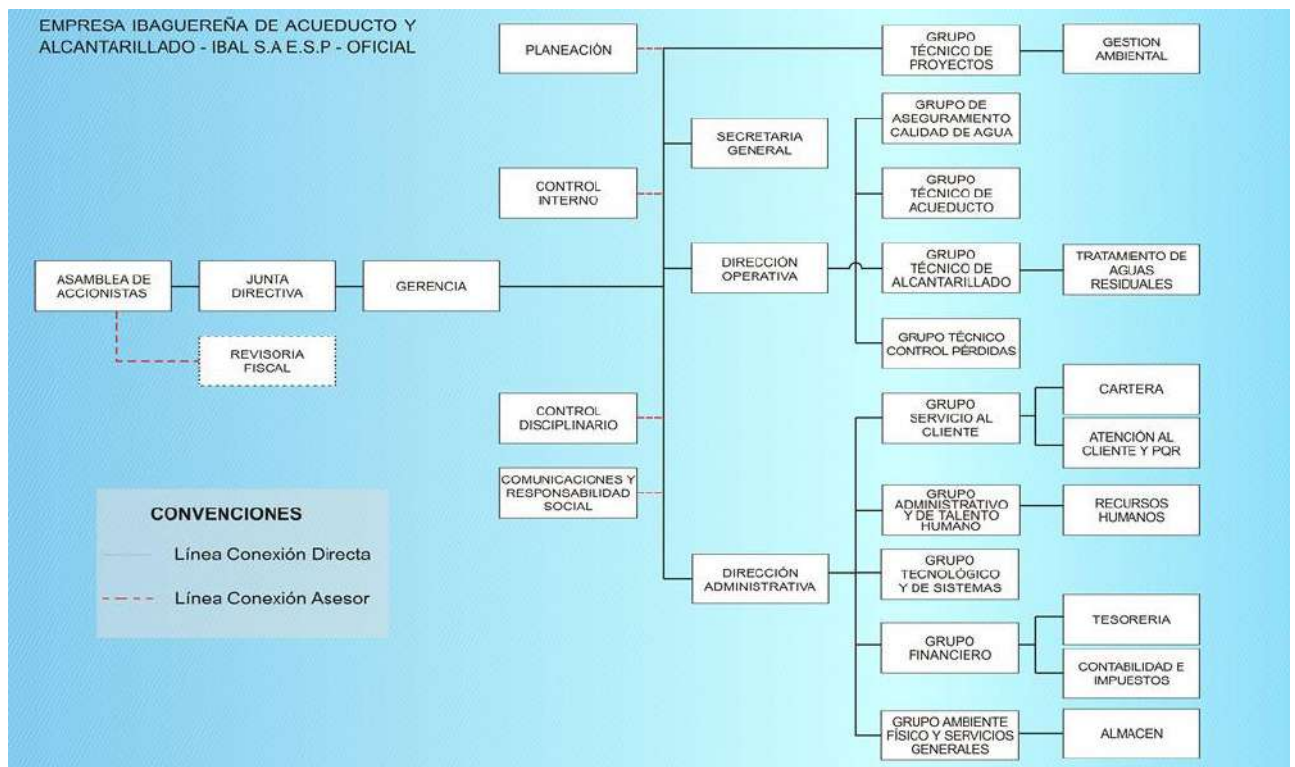 EMPRESA IBAGUEREÑA DE ACUEDUCTO Y
ALCANTARILLADO - IBAL S.A E.S.P - OFICIAL
PLANEACIÓN
GRUPO
TÉCNICO DE
PROYECTOS
GESTION
AMBIENTAL
GRUPO DE
ASEGURAMIENTO
CALIDAD DE AGUA
SECRETARIA
GENERAL
CONTROL
INTERNO
GRUPO
TÉCNICO DE
ACUEDUCTO
ASAMBLEA DE
ACCIONISTAS
JUNTA
DIRECTIVA
GERENCIA
DIRECCIÓN
OPERATIVA
GRUPO
TÉCNICO DE
ALCANTARILLADO
TRATAMIENTO DE
AGUAS
RESIDUALES
REVISORIA
FISCAL
GRUPO TÉCNICO
CONTROL PÉRDIDAS
CONTROL
DISCIPLINARIO
GRUPO
SERVICIO AL
CLIENTE
CARTERA
ATENCIÓN AL
CLIENTE Y PQR
COMUNICACIONES Y
RESPONSABILIDAD
SOCIAL
GRUPO
ADMINISTRATIVO
Y DE TALENTO
HUMANO
RECURSOS
HUMANOS
DIRECCIÓN
ADMINISTRATIVA
GRUPO
TECNOLÓGICO
Y DE SISTEMAS
GRUPO
FINANCIERO
TESORERIA
CONTABILIDAD E
IMPUESTOS
GRUPO AMBIENTE
FÍSICO Y SERVICIOS
GENERALES
ALMACEN
CONVENCIONES
Línea Conexión Directa
Línea Conexión Asesor